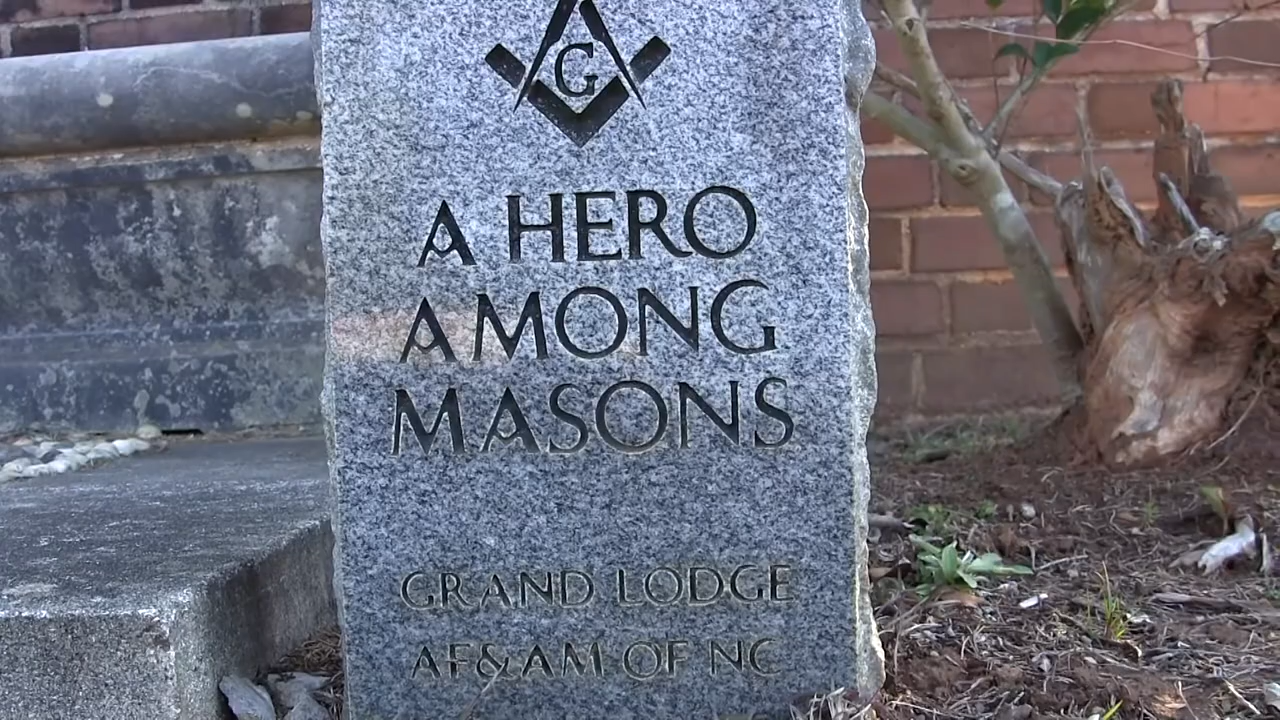 G
A HERO
AMONG
MASONS
GRAND LODGE
AF&AM OF NC